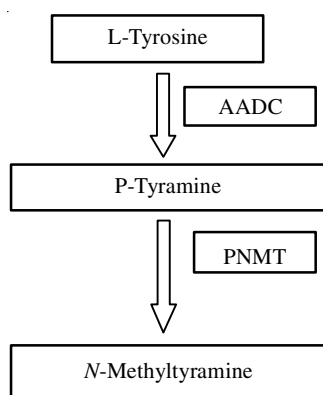 L-Tyrosine
AADC
P-Tyramine
PNMT
N-Methyltyramine